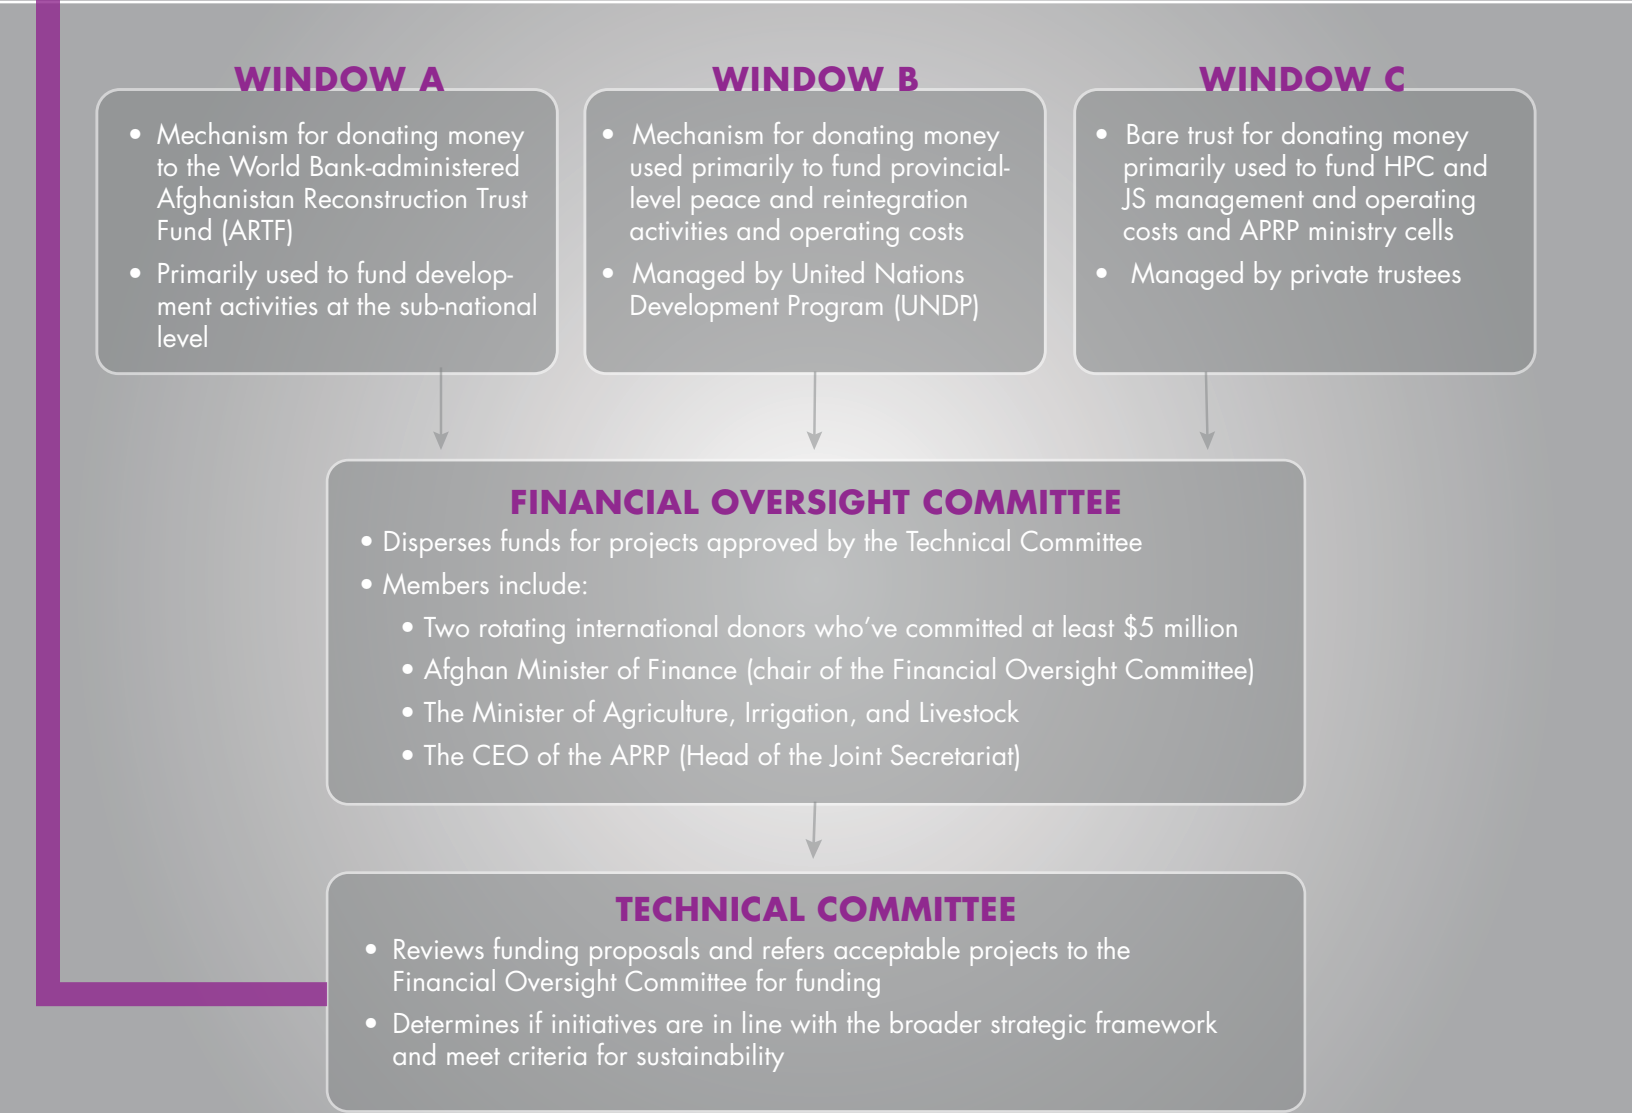 WINDOW A
• Mechanism for donating money
to the World Bank-administered
Afghanistan Reconstruction Trust
Fund (ARTF)
• Primarily used to fund develop-
ment activities at the sub-national
level
WINDOW B
• Mechanism for donating money
used primarily to fund provincial-
level peace and reintegration
activities and operating costs
• Managed by United Nations
Development Program (UNDP)
WINDOW C
• Bare trust for donating money
primarily used to fund HPC and
JS management and operating
costs and APRP ministry cells
• Managed by private trustees
FINANCIAL OVERSIGHT COMMITTEE
• Disperses funds for projects approved by the Technical Committee
• Members include:
• Two rotating international donors who’ve committed at least $5 million
• Afghan Minister of Finance (chair of the Financial Oversight Committee)
• The Minister of Agriculture, Irrigation, and Livestock
• The CEO of the APRP (Head of the Joint Secretariat)
TECHNICAL COMMITTEE
• Reviews funding proposals and refers acceptable projects to the
Financial Oversight Committee for funding
• Determines if initiatives are in line with the broader strategic framework
and meet criteria for sustainability